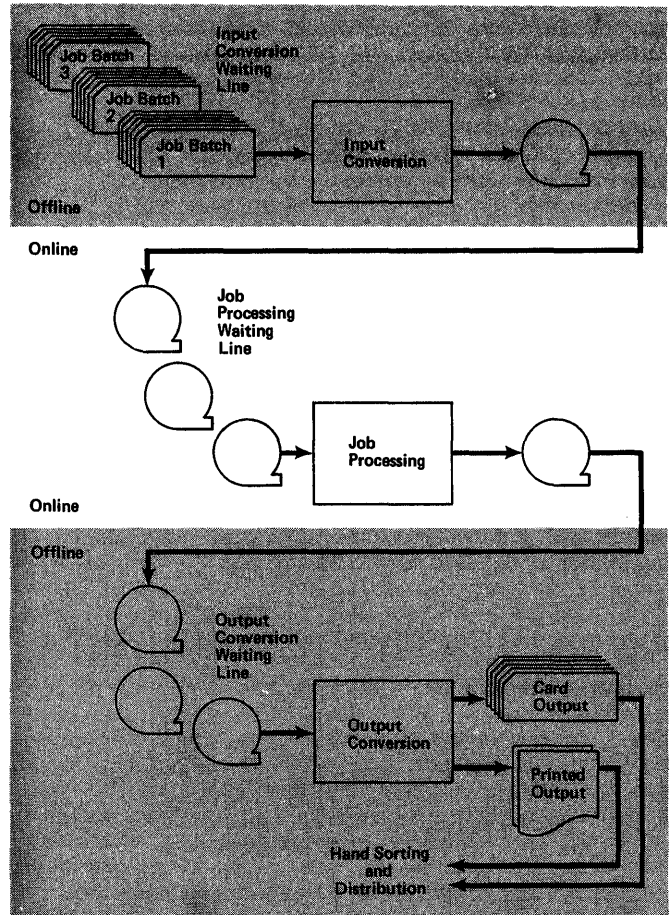 Job Batch
3
Job Batch
2
Job Batch
1
Input
Conversion
Waiting
Line
Input
Conversion
Offline
Online
Job
Processing
Waiting
Line
Job
Processing
Online
Offline
Output
Conversion
Waiting
Line
Output
Conversion
Card
Output
Printed
Output
Hand Sorting
and
Distribution